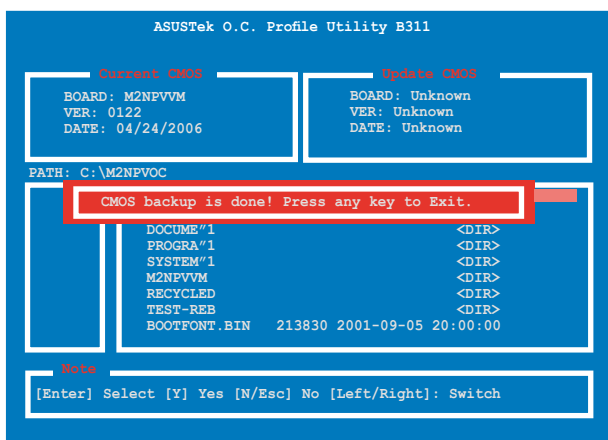 ASUSTek O.C. Profile Utility B311
Current CMOS
BOARD: M2NPVVM
VER: 0122
DATE: 04/24/2006
Update CMOS
BOARD: Unknown
VER: Unknown
DATE: Unknown
PATH: C:\M2NPVOC
CMOS backup is done! Press any key to Exit.
DOCUME"1 <DIR>
PROGRA"1 <DIR>
SYSTEM"1 <DIR>
M2NPVVM <DIR>
RECYCLED <DIR>
TEST-REB <DIR>
BOOTFONT.BIN 213830 2001-09-05 20:00:00
Note
[Enter] Select [Y] Yes [N/Esc] No [Left/Right]: Switch